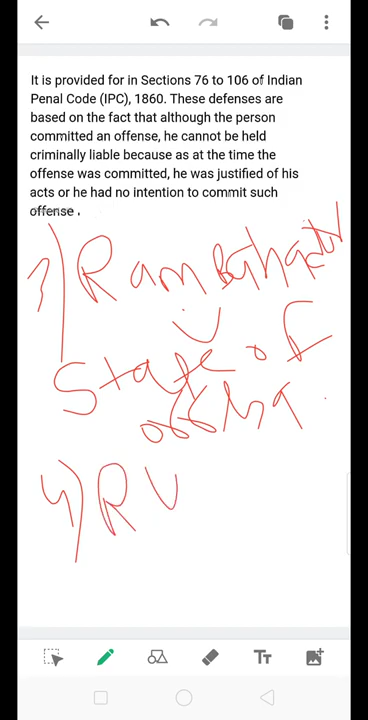 It is provided for in Sections 76 to 106 of Indian
Penal Code (IPC), 1860. These defenses are
based on the fact that although the person
committed an offense, he cannot be held
criminally liable because as at the time the
offense was committed, he was justified of his
acts or he had no intention to commit such
offense .
3) Ram
V
State of
4) R V
Tт